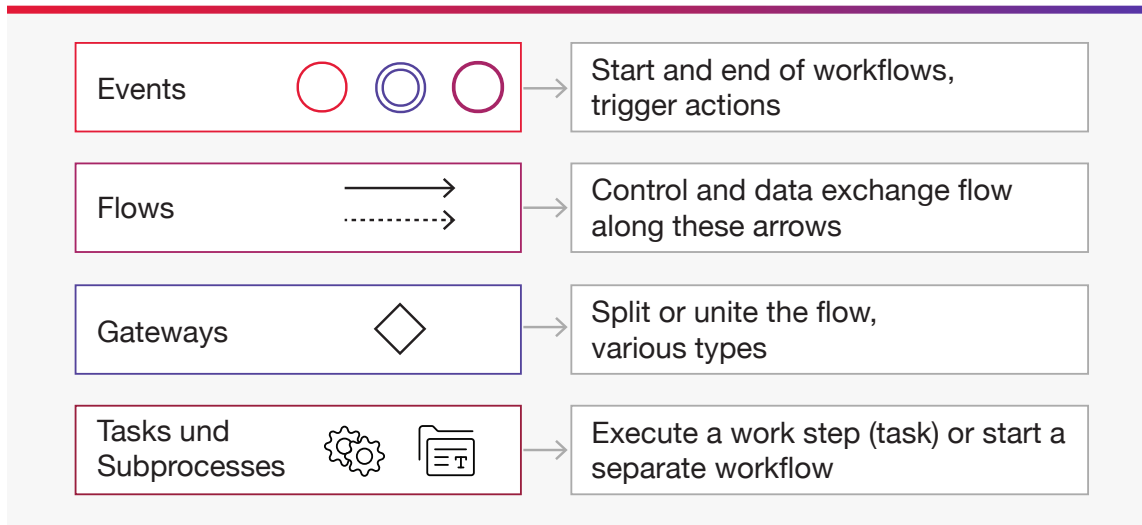 Events
Start and end of workflows,
trigger actions
Flows
Control and data exchange flow
along these arrows
Gateways
Split or unite the flow,
various types
Tasks und
Subprocesses
T
Execute a work step (task) or start a
separate workflow